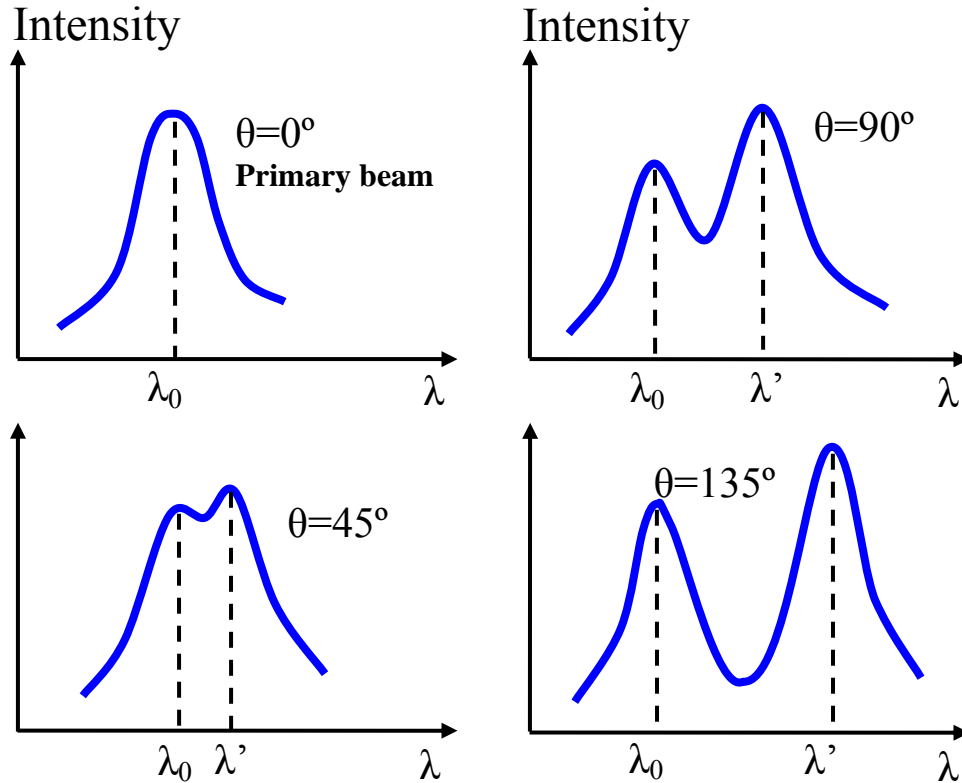 Intensity
θ=0º
Primary beam
λ₀
λ
Intensity
θ=90º
λ₀
λ’
λ
θ=45º
λ₀
λ’
λ
θ=135º
λ₀
λ’
λ